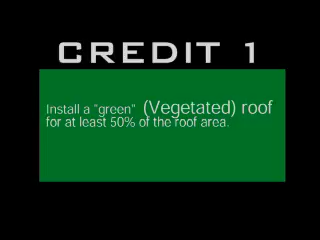 CREDIT 1
Install a "green" (Vegetated) roof
for at least 50% of the roof area.